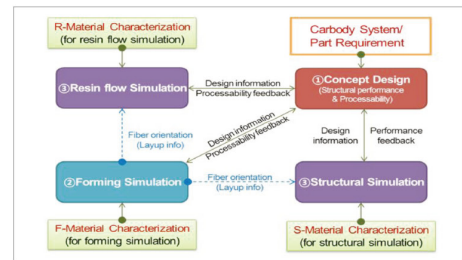 R-Material Characterization
(for resin flow simulation)
Carbody System/
Part Requirement
③Resin flow Simulation
Design information
Processability feedback
①Concept Design
(Structural performance
& Processability)
Design information
Processability feedback
Fiber orientation
(Layup info)
Design
information
Performance
feedback
②Forming Simulation
Fiber orientation
(Layup info)
③Structural Simulation
F-Material Characterization
(for forming simulation)
S-Material Characterization
(for structural simulation)